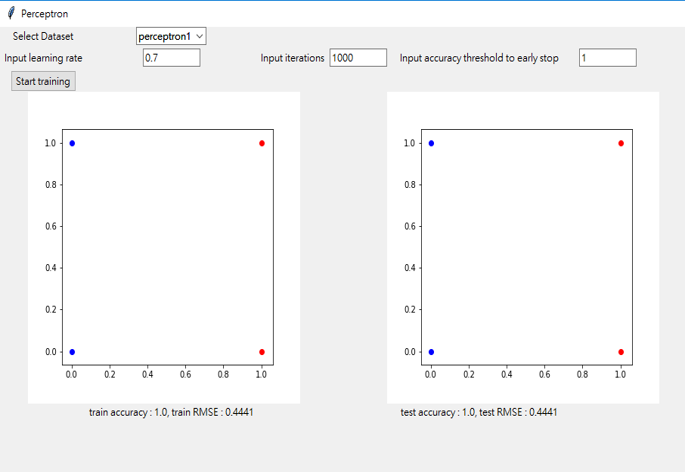 Perceptron
Select Dataset perceptron1
Input learning rate 0.7 Input iterations 1000 Input accuracy threshold to early stop 1
Start training
1.0 1.0
0.8 0.8
0.6 0.6
0.4 0.4
0.2 0.2
0.0 0.0
0.0 0.2 0.4 0.6 0.8 1.0 0.0 0.2 0.4 0.6 0.8 1.0
train accuracy : 1.0, train RMSE : 0.4441 test accuracy : 1.0, test RMSE : 0.4441